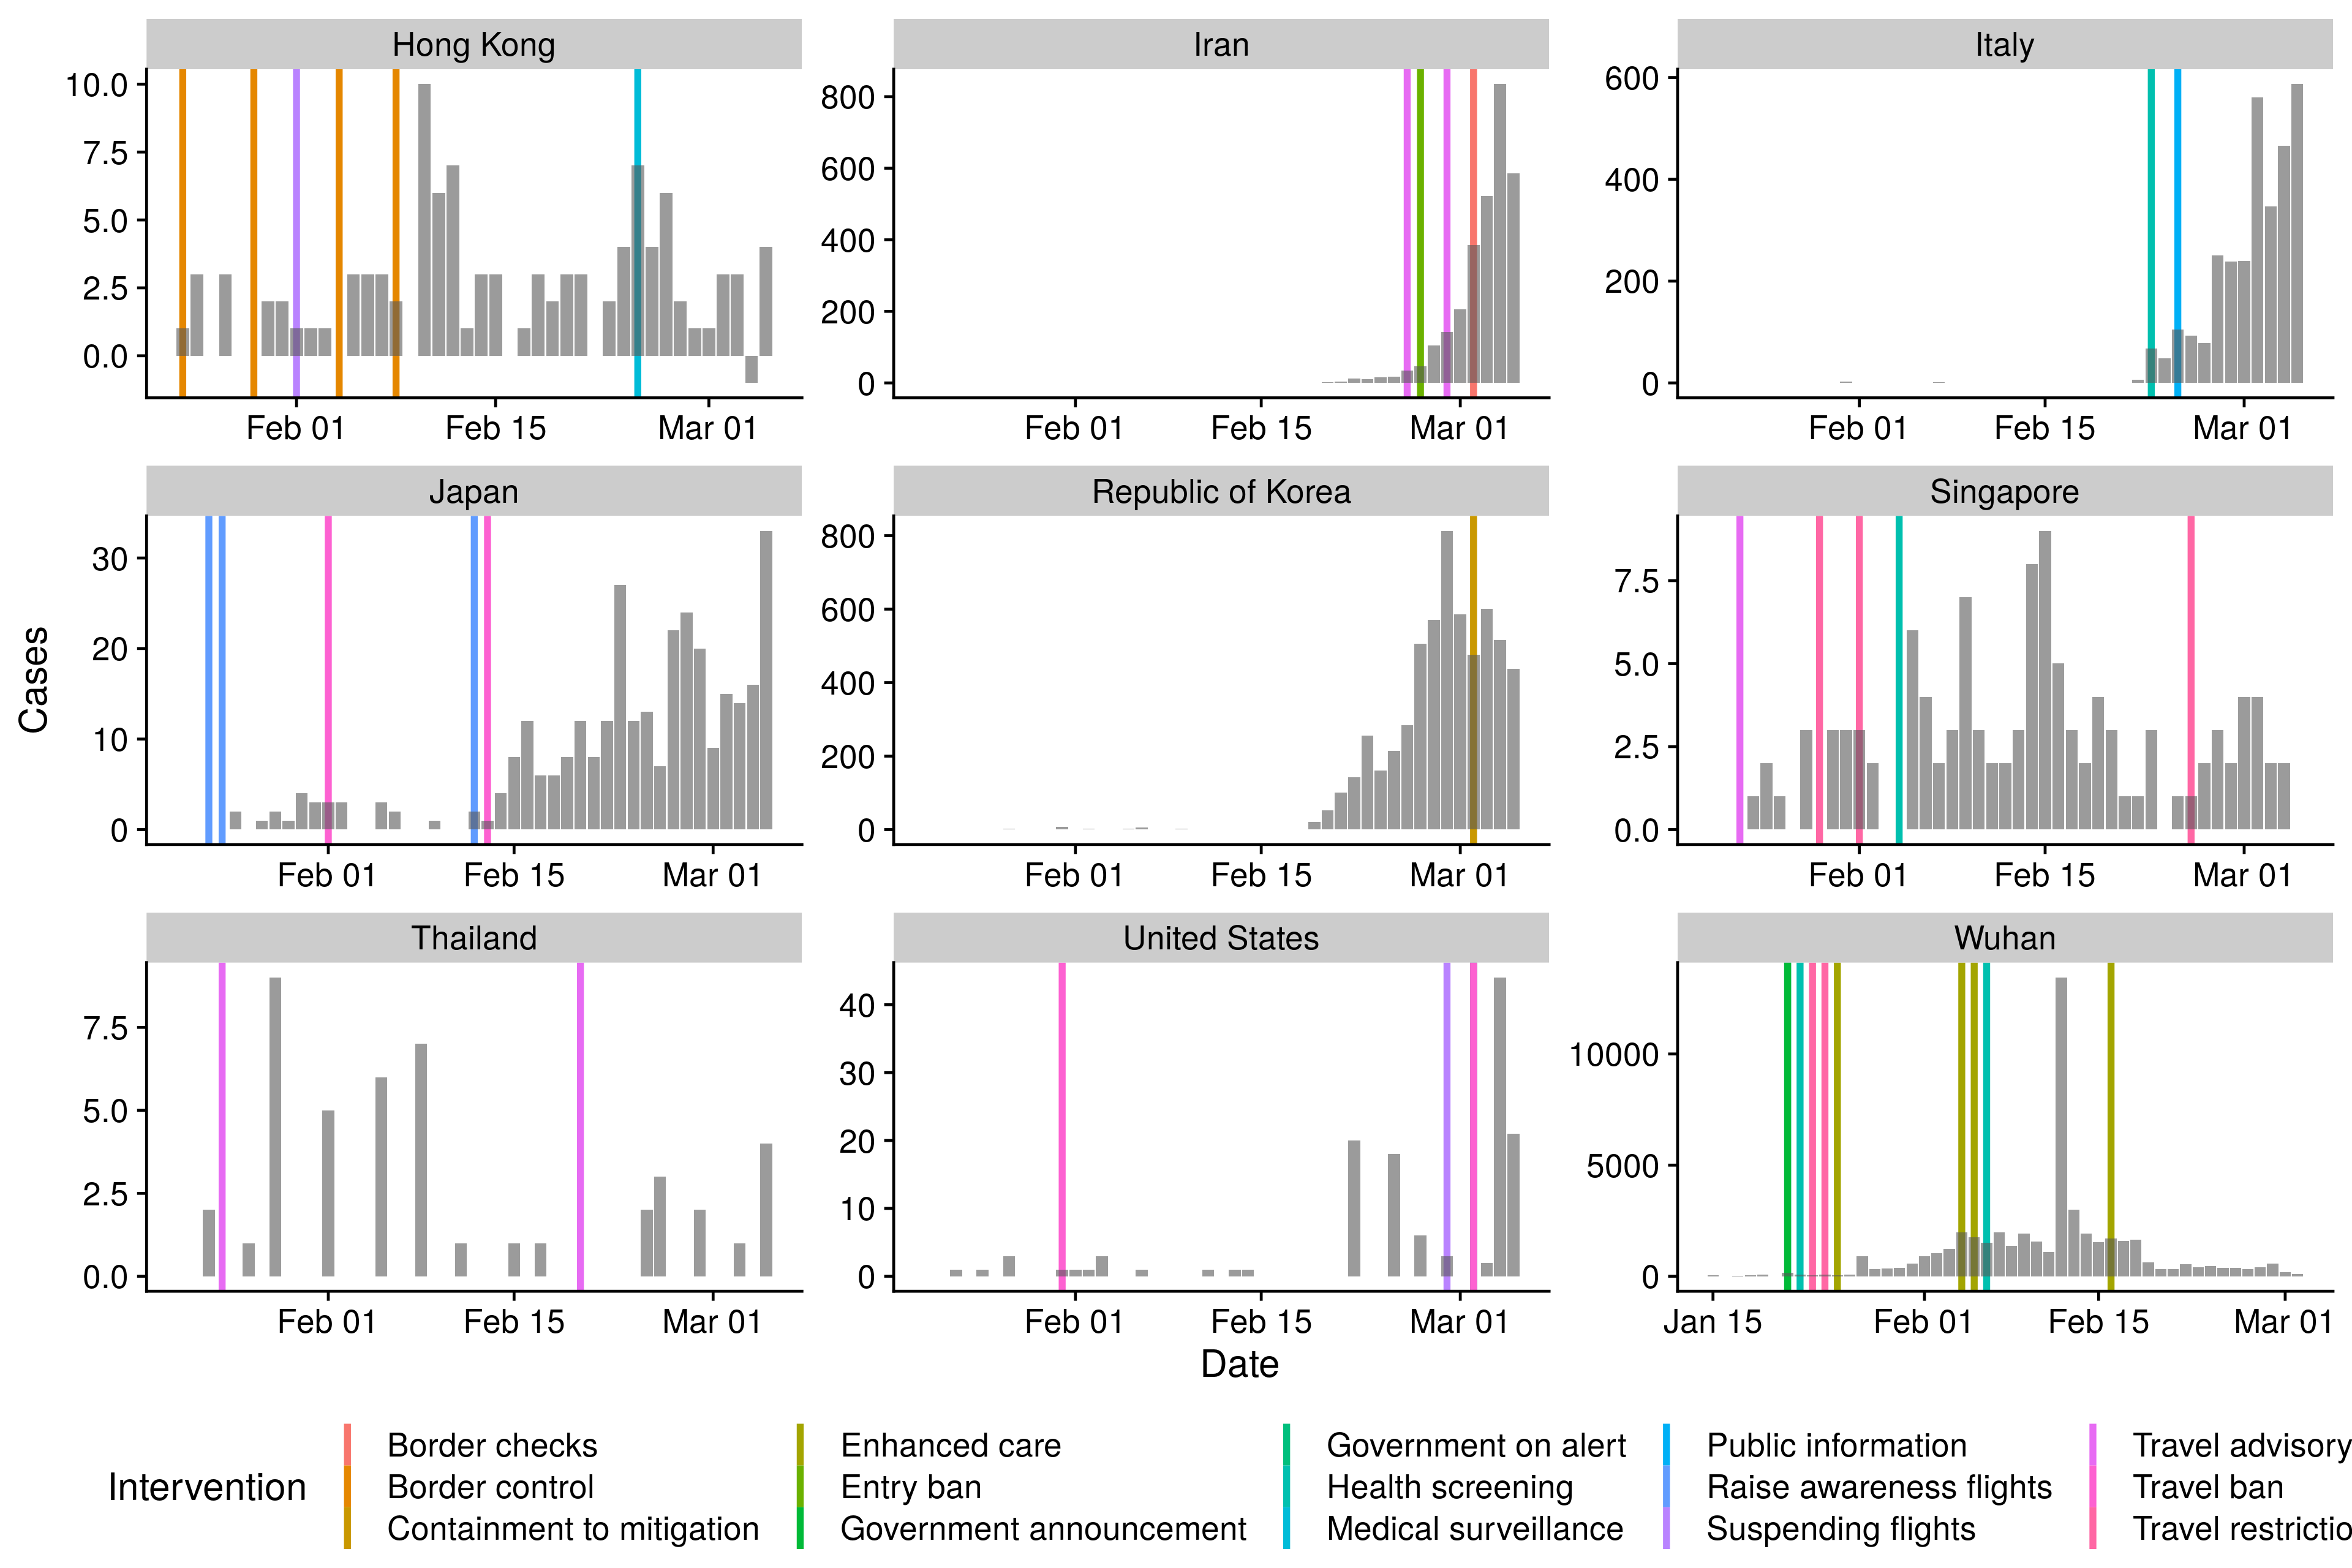 Hong Kong
Iran
Italy
10.0
7.5
5.0
2.5
0.0
Feb 01
Feb 15
Mar 01
800
600
400
200
0
Feb 01
Feb 15
Mar 01
600
400
200
0
Feb 01
Feb 15
Mar 01
Cases
Japan
Republic of Korea
Singapore
30
20
10
0
Feb 01
Feb 15
Mar 01
800
600
400
200
0
Feb 01
Feb 15
Mar 01
7.5
5.0
2.5
0.0
Feb 01
Feb 15
Mar 01
Thailand
United States
Wuhan
7.5
5.0
2.5
0.0
Feb 01
Feb 15
Mar 01
40
30
20
10
0
Feb 01
Feb 15
Mar 01
10000
5000
0
Jan 15
Feb 01
Feb 15
Mar 01
Date
Intervention
Border checks
Border control
Containment to mitigation
Enhanced care
Entry ban
Government announcement
Government on alert
Health screening
Medical surveillance
Public information
Raise awareness flights
Suspending flights
Travel advisory
Travel ban
Travel restrictio